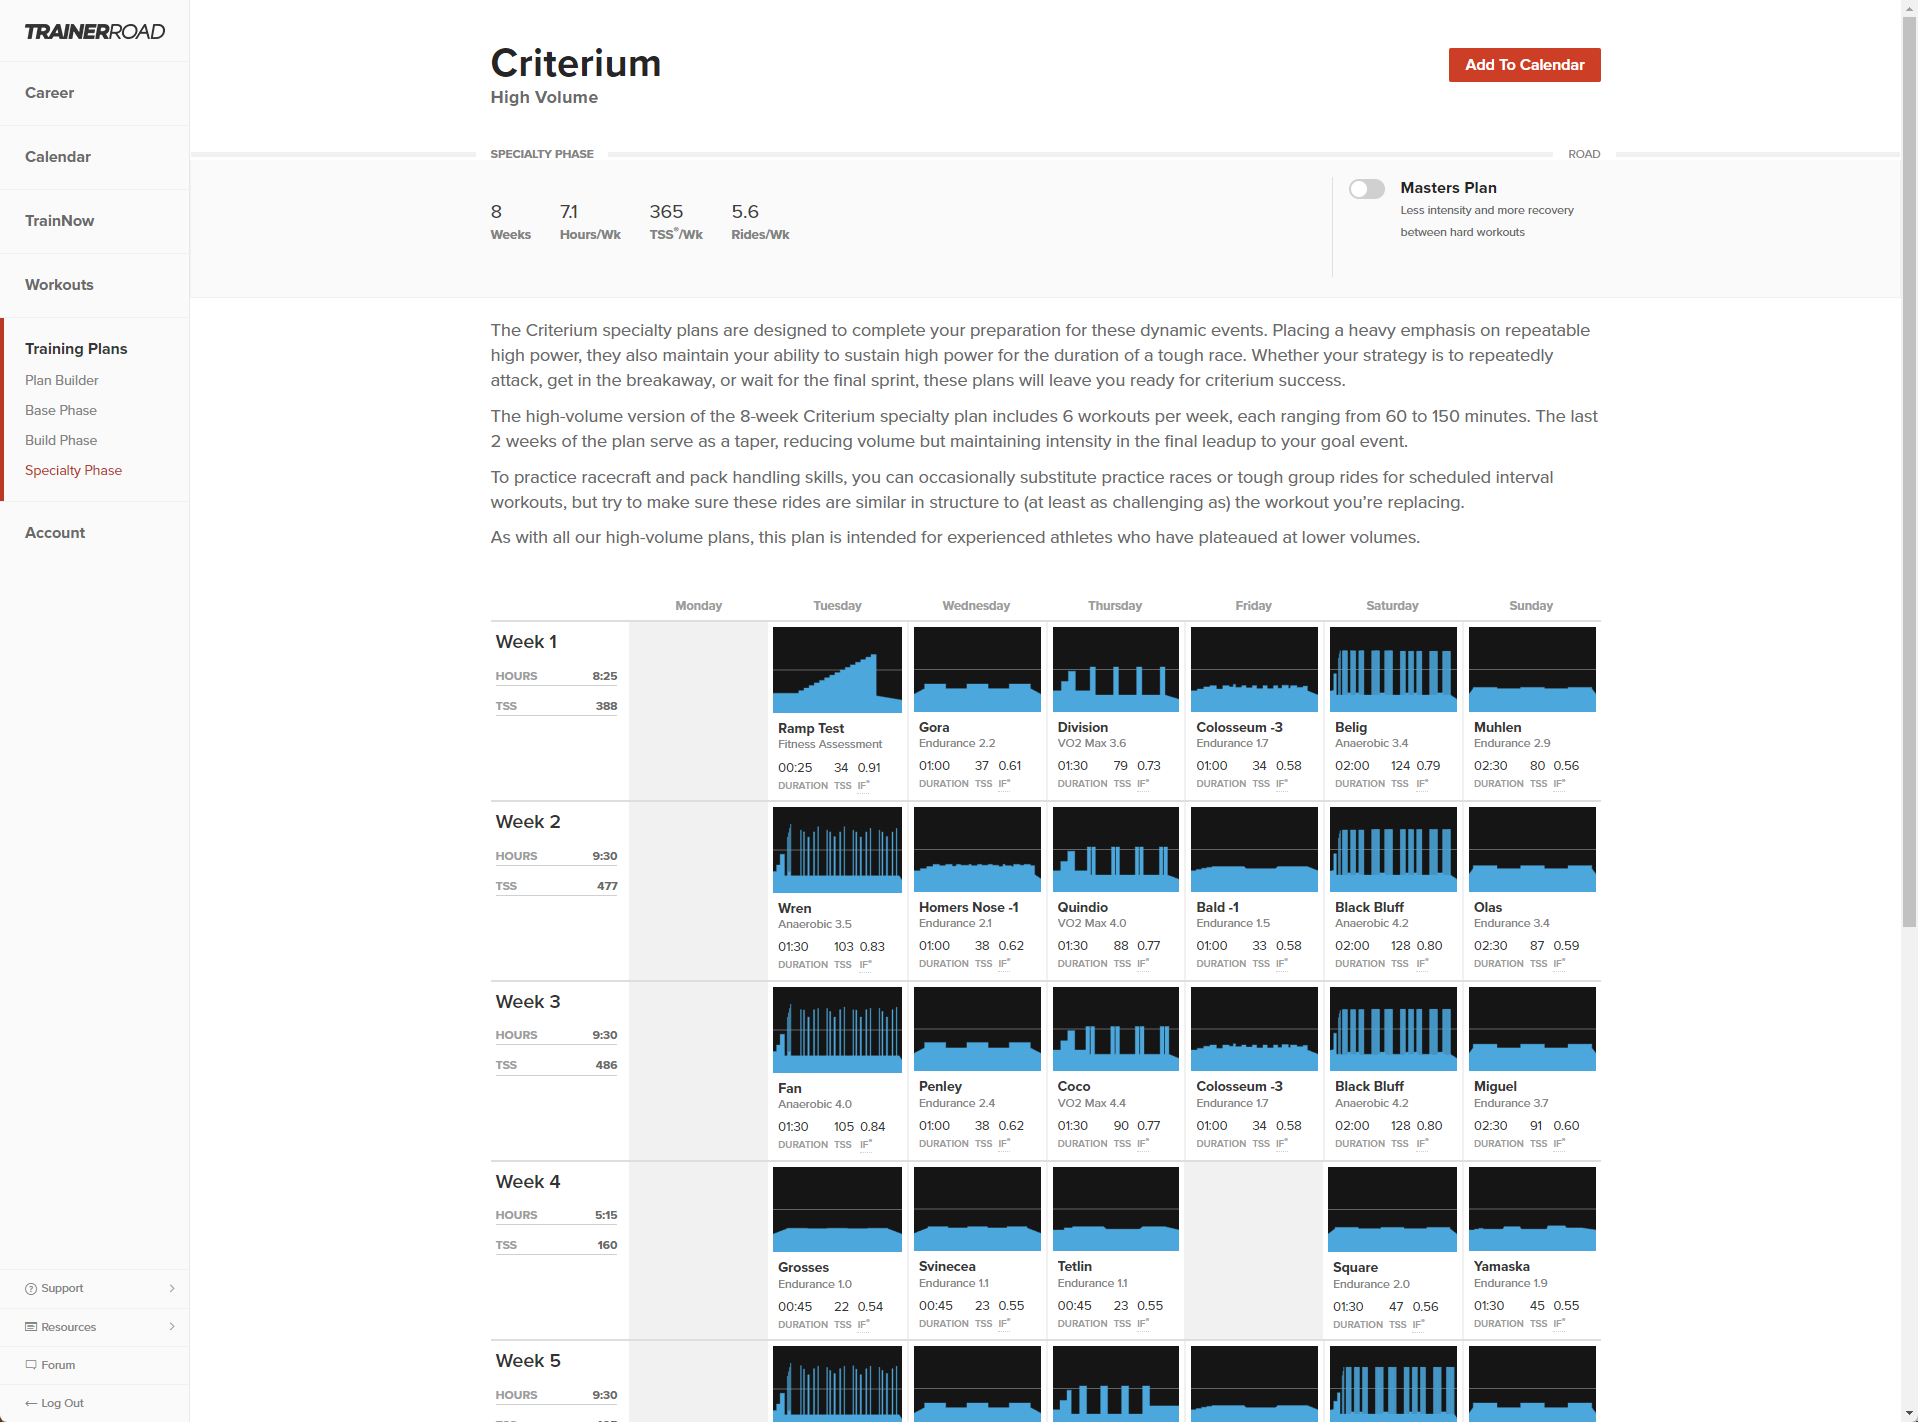 TRAINERROAD
Career
Calendar
TrainNow
Workouts
Training Plans
Plan Builder
Base Phase
Build Phase
Specialty Phase
Account
Support
Resources
Forum
Log Out
Criterium
High Volume
Add To Calendar
SPECIALTY PHASE
ROAD
8 7.1 365 5.6
Weeks Hours/Wk TSS®/Wk Rides/Wk
Masters Plan
Less intensity and more recovery
between hard workouts
The Criterium specialty plans are designed to complete your preparation for these dynamic events. Placing a heavy emphasis on repeatable
high power, they also maintain your ability to sustain high power for the duration of a tough race. Whether your strategy is to repeatedly
attack, get in the breakaway, or wait for the final sprint, these plans will leave you ready for criterium success.
The high-volume version of the 8-week Criterium specialty plan includes 6 workouts per week, each ranging from 60 to 150 minutes. The last
2 weeks of the plan serve as a taper, reducing volume but maintaining intensity in the final leadup to your goal event.
To practice racecraft and pack handling skills, you can occasionally substitute practice races or tough group rides for scheduled interval
workouts, but try to make sure these rides are similar in structure to (at least as challenging as) the workout you’re replacing.
As with all our high-volume plans, this plan is intended for experienced athletes who have plateaued at lower volumes.
Monday Tuesday Wednesday Thursday Friday Saturday Sunday
Week 1
HOURS 8:25
TSS 388
Ramp Test Gora Division Colosseum -3 Belig Muhlen
Fitness Assessment Endurance 2.2 VO2 Max 3.6 Endurance 1.7 Anaerobic 3.4 Endurance 2.9
00:25 34 0.91 01:00 37 0.61 01:30 79 0.73 01:00 34 0.58 02:00 124 0.79 02:30 80 0.56
DURATION TSS IF® DURATION TSS IF® DURATION TSS IF® DURATION TSS IF® DURATION TSS IF® DURATION TSS IF®
Week 2
HOURS 9:30
TSS 477
Wren Homers Nose -1 Quindio Bald -1 Black Bluff Olas
Anaerobic 3.5 Endurance 2.1 VO2 Max 4.0 Endurance 1.5 Anaerobic 4.2 Endurance 3.4
01:30 103 0.83 01:00 38 0.62 01:30 88 0.77 01:00 33 0.58 02:00 128 0.80 02:30 87 0.59
DURATION TSS IF® DURATION TSS IF® DURATION TSS IF® DURATION TSS IF® DURATION TSS IF® DURATION TSS IF®
Week 3
HOURS 9:30
TSS 486
Fan Penley Coco Colosseum -3 Black Bluff Miguel
Anaerobic 4.0 Endurance 2.4 VO2 Max 4.4 Endurance 1.7 Anaerobic 4.2 Endurance 3.7
01:30 105 0.84 01:00 38 0.62 01:30 90 0.77 01:00 34 0.58 02:00 128 0.80 02:30 91 0.60
DURATION TSS IF® DURATION TSS IF® DURATION TSS IF® DURATION TSS IF® DURATION TSS IF® DURATION TSS IF®
Week 4
HOURS 5:15
TSS 160
Grosses Svinecea Tetlin Square Yamaska
Endurance 1.0 Endurance 1.1 Endurance 1.1 Endurance 2.0 Endurance 1.9
00:45 22 0.54 00:45 23 0.55 00:45 23 0.55 01:30 47 0.56 01:30 45 0.55
DURATION TSS IF® DURATION TSS IF® DURATION TSS IF® DURATION TSS IF® DURATION TSS IF®
Week 5
HOURS 9:30